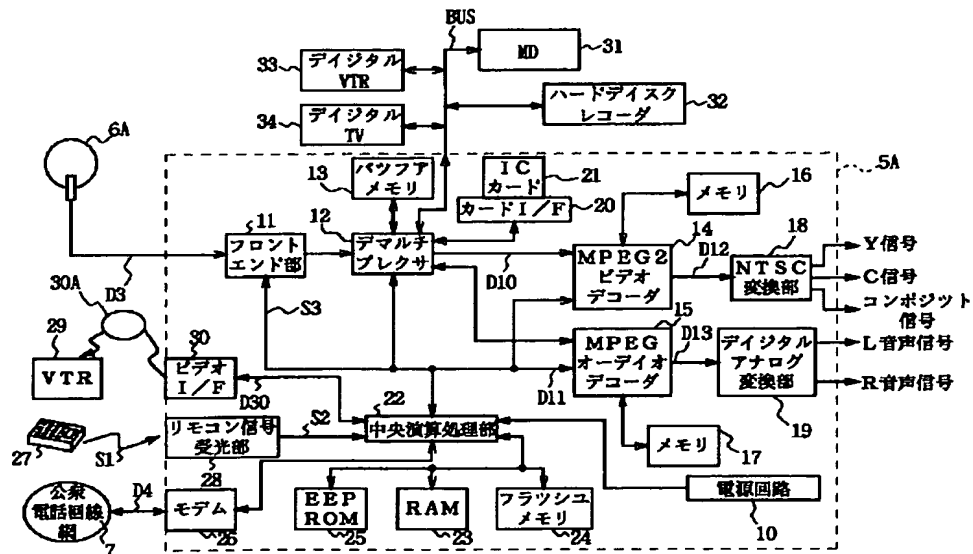 BUS
33
デイジタル
VTR
MD
31
34
デイジタル
TV
ハードデイスク
レコーダ
32
6A
5A
13
バツフア
メモリ
IC
カード
21
カードI/F
20
メモリ
16
11
フロント
エンド部
12
デマルチ
プレクサ
14
MPEG2
ビデオ
デコーダ
D12
18
NTSC
変換部
Y信号
C信号
コンポジツト
信号
D3
D10
30A
S3
15
MPEG
オーデイオ
デコーダ
D13
デイジタル
アナログ
変換部
19
L音声信号
R音声信号
29
VTR
30
ビデオ
I/F
D30
D11
22
中央演算処理部
27
S1
リモコン信号
受光部
28
S2
メモリ
17
公衆
電話回線
網
7
D4
モデム
26
EEP
ROM
25
RAM
23
フラツシユ
メモリ
24
電源回路
10